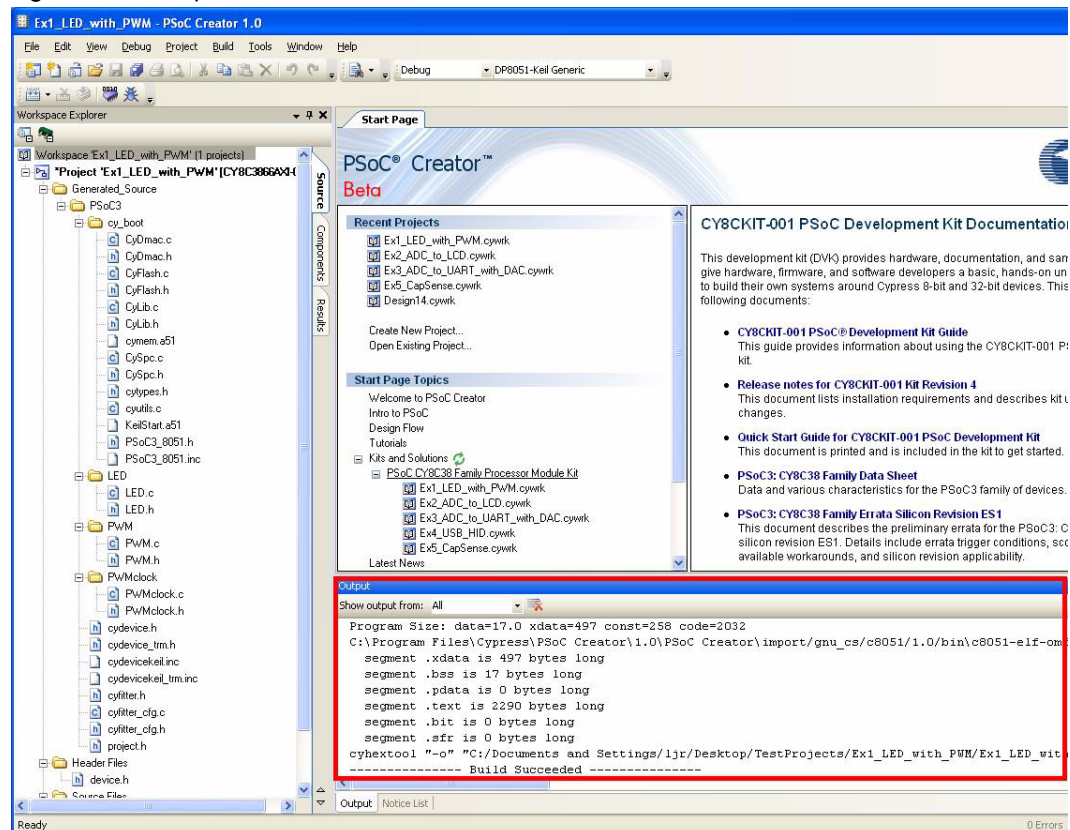 Ex1_LED_with_PWM - PSoC Creator 1.0
File Edit View Debug Project Build Tools Window Help
Debug DP8051-Keil Generic
Workspace Explorer
Workspace 'Ex1_LED_with_PWM' (1 projects)
*Project 'Ex1_LED_with_PWM' [CY8C3866AXI-(
Generated_Source
PSoC3
cy_boot
CyDmac.c
CyDmac.h
CyFlash.c
CyFlash.h
CyLib.c
CyLib.h
cymem.a51
CySpc.c
CySpc.h
cytypes.h
cyutils.c
KeilStart.a51
PSoC3_8051.h
PSoC3_8051.inc
LED
LED.c
LED.h
PWM
PWM.c
PWM.h
PWMclock
PWMclock.c
PWMclock.h
cydevice.h
cydevice_trm.h
cydevicekeil.inc
cydevicekeil_trm.inc
cyfitter.h
cyfitter_cfg.c
cyfitter_cfg.h
project.h
Header Files
device.h
Source Files
Source
Components
Results
Start Page
PSoC® Creator™
Beta
Recent Projects
Ex1_LED_with_PWM.cywrk
Ex2_ADC_to_LCD.cywrk
Ex3_ADC_to_UART_with_DAC.cywrk
Ex5_CapSense.cywrk
Design14.cywrk
Create New Project...
Open Existing Project...
Start Page Topics
Welcome to PSoC Creator
Intro to PSoC
Design Flow
Tutorials
Kits and Solutions
PSoC CY8C38 Family Processor Module Kit
Ex1_LED_with_PWM.cywrk
Ex2_ADC_to_LCD.cywrk
Ex3_ADC_to_UART_with_DAC.cywrk
Ex4_USB_HID.cywrk
Ex5_CapSense.cywrk
Latest News
CY8CKIT-001 PSoC Development Kit Documentation
This development kit (DVK) provides hardware, documentation, and sam
give hardware, firmware, and software developers a basic, hands-on un
to build their own systems around Cypress 8-bit and 32-bit devices. This
following documents:
• CY8CKIT-001 PSoC® Development Kit Guide
This guide provides information about using the CY8CKIT-001 PS
kit.
• Release notes for CY8CKIT-001 Kit Revision 4
This document lists installation requirements and describes kit u
changes.
• Quick Start Guide for CY8CKIT-001 PSoC Development Kit
This document is printed and is included in the kit to get started.
• PSoC3: CY8C38 Family Data Sheet
Data and various characteristics for the PSoC3 family of devices.
• PSoC3: CY8C38 Family Errata Silicon Revision ES1
This document describes the preliminary errata for the PSoC3: C
silicon revision ES1. Details include errata trigger conditions, sco
available workarounds, and silicon revision applicability.
Output
Show output from: All
Program Size: data=17.0 xdata=497 const=258 code=2032
C:\Program Files\Cypress\PSoC Creator\1.0\PSoC Creator\import/gnu_cs/c8051/1.0/bin\c8051-elf-om
segment .xdata is 497 bytes long
segment .bss is 17 bytes long
segment .pdata is 0 bytes long
segment .text is 2290 bytes long
segment .bit is 0 bytes long
segment .sfr is 0 bytes long
cyhextool "-o" "C:/Documents and Settings/ljr/Desktop/TestProjects/Ex1_LED_with_PWM/Ex1_LED_wit
--------------- Build Succeeded ---------------
Output Notice List
Ready
0 Errors